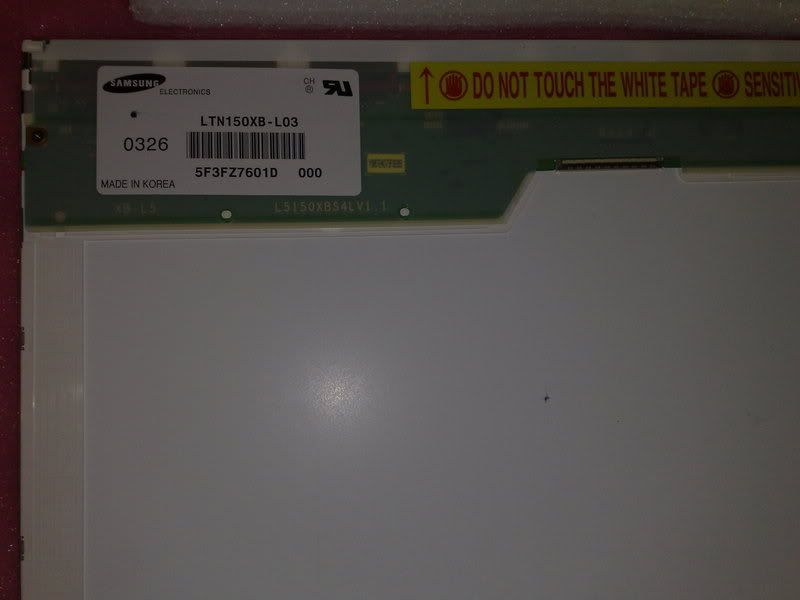 SAMSUNG
ELECTRONICS
CH
®
LTN150XB-L03
0326
5F3FZ7601D 000
MADE IN KOREA
DO NOT TOUCH THE WHITE TAPE SENSITIV
XB L5
L5150XBS4LV1.1